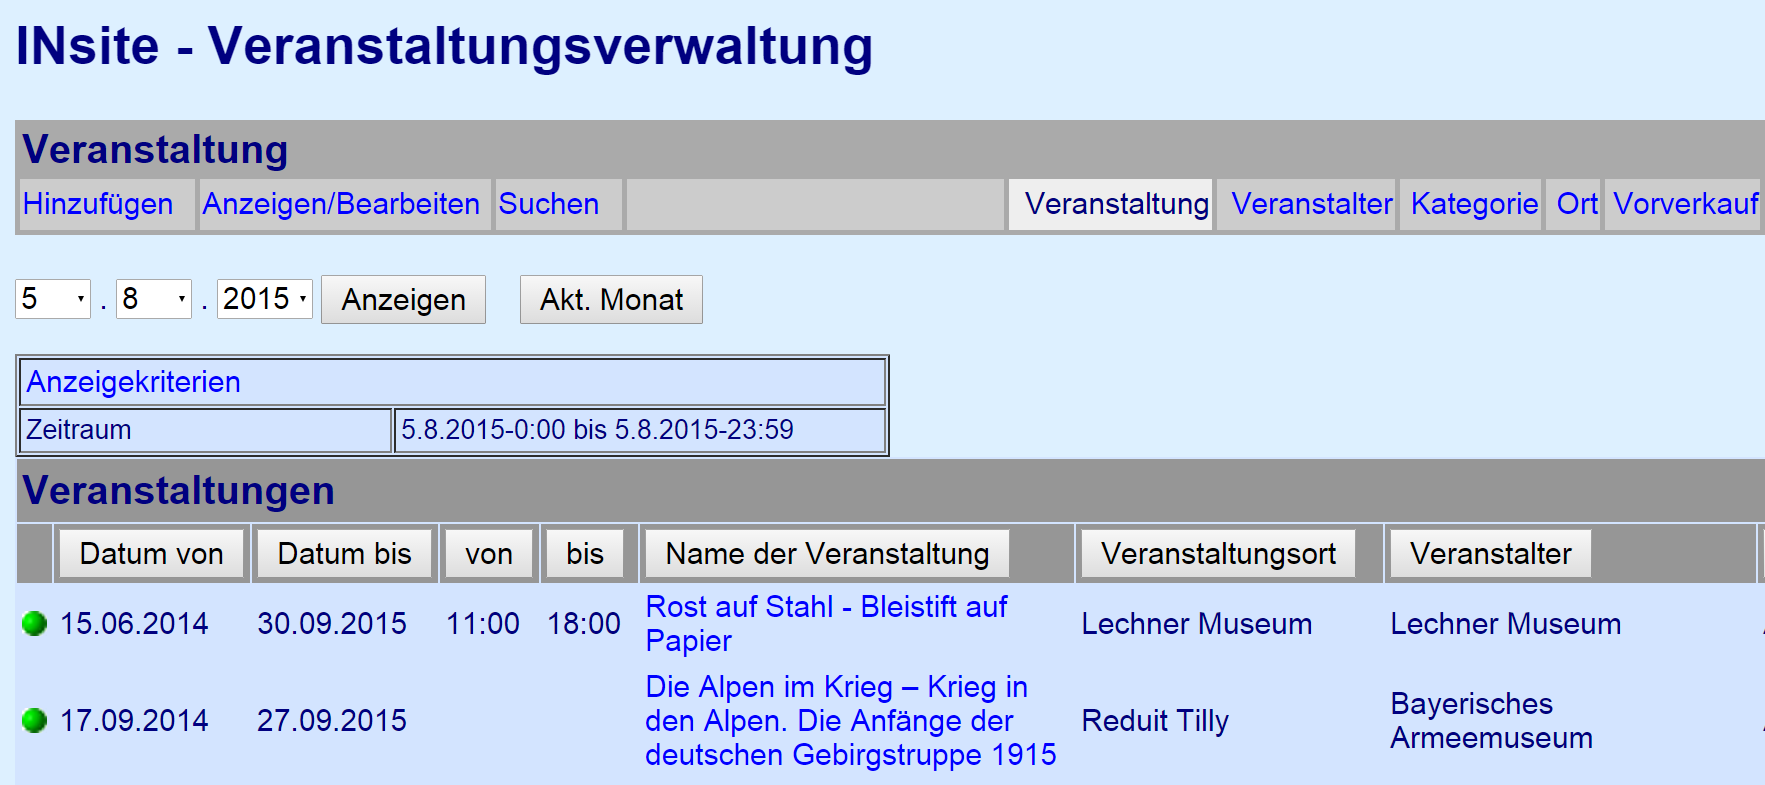 INsite - Veranstaltungsverwaltung
Veranstaltung
Hinzufügen Anzeigen/Bearbeiten Suchen Veranstaltung Veranstalter Kategorie Ort Vorverkauf
5 . 8 . 2015 Anzeigen Akt. Monat
Anzeigekriterien
Zeitraum 5.8.2015-0:00 bis 5.8.2015-23:59
Veranstaltungen
Datum von Datum bis von bis Name der Veranstaltung Veranstaltungsort Veranstalter
15.06.2014 30.09.2015 11:00 18:00 Rost auf Stahl - Bleistift auf Lechner Museum Lechner Museum
Papier
17.09.2014 27.09.2015 Die Alpen im Krieg – Krieg in
den Alpen. Die Anfänge der
deutschen Gebirgstruppe 1915 Reduit Tilly Bayerisches
Armeemuseum